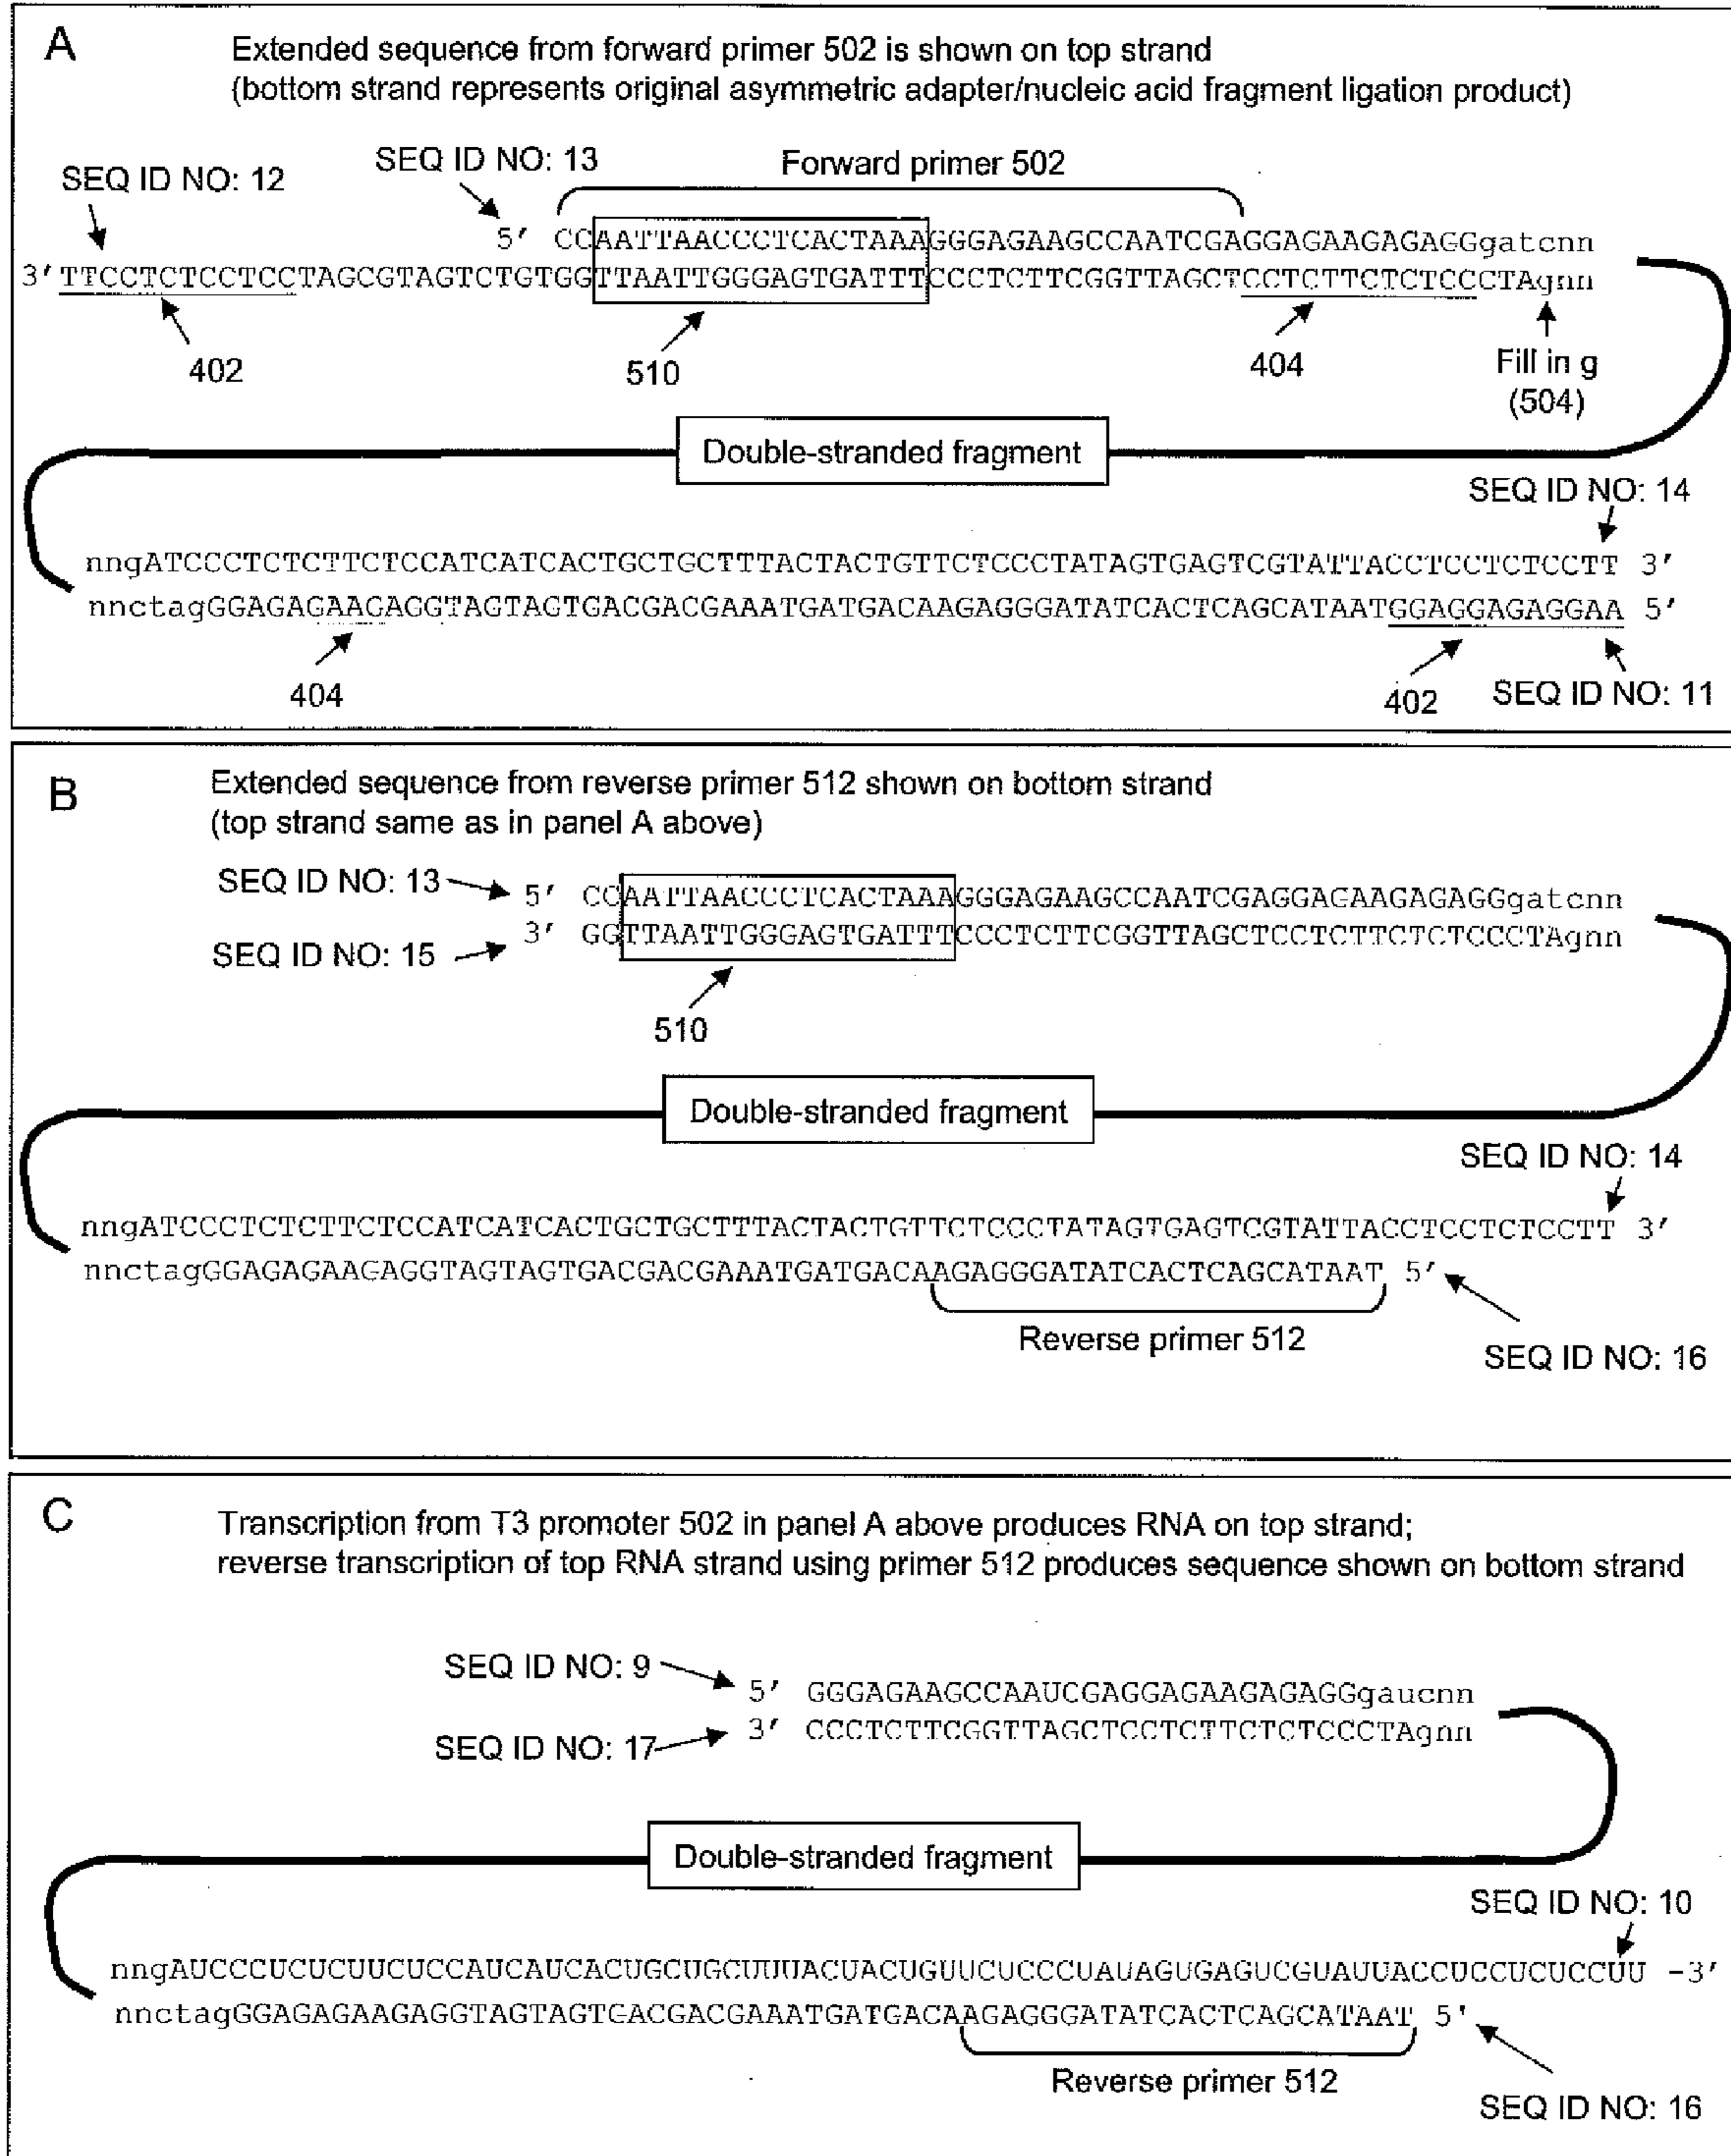 A
Extended sequence from forward primer 502 is shown on top strand
(bottom strand represents original asymmetric adapter/nucleic acid fragment ligation product)
SEQ ID NO: 12
SEQ ID NO: 13
Forward primer 502
5′ CCAATTAACCCTCACTAAAGGGAGAAGCCAATCGAGGAGAAGAGAGGgatcnn
3′TTCCTCTCCTCCTAGCGTAGTCTGTGGTTAATTGGGAGTGATTTCCCTCTTCGGTTAGCTCCTCTTCTCTCCCTAgnn
402
510
404
Fill in g
(504)
Double-stranded fragment
SEQ ID NO: 14
nngATCCCTCTCTTCTCCATCATCACTGCTGCTTTACTACTGTTCTCCCTATAGTGAGTCGTATTACCTCCTCTCCTT 3′
nnctagGGAGAGAAGAGGTAGTAGTGACGACGAAATGATGACAAGAGGGATATCACTCAGCATAATGGAGGAGAGGAA 5′
404
402
SEQ ID NO: 11
B
Extended sequence from reverse primer 512 shown on bottom strand
(top strand same as in panel A above)
SEQ ID NO: 13
5′ CCAATTAACCCTCACTAAAGGGAGAAGCCAATCGAGGAGAAGAGAGGgatcnn
3′ GGTTAATTGGGAGTGATTTCCCTCTTCGGTTAGCTCCTCTTCTCTCCCTAgnn
SEQ ID NO: 15
510
Double-stranded fragment
SEQ ID NO: 14
nngATCCCTCTCTTCTCCATCATCACTGCTGCTTTACTACTGTTCTCCCTATAGTGAGTCGTATTACCTCCTCTCCTT 3′
nnctagGGAGAGAAGAGGTAGTAGTGACGACGAAATGATGACAAGAGGGATATCACTCAGCATAAT 5′
Reverse primer 512
SEQ ID NO: 16
C
Transcription from T3 promoter 502 in panel A above produces RNA on top strand;
reverse transcription of top RNA strand using primer 512 produces sequence shown on bottom strand
SEQ ID NO: 9
5′ GGGAGAAGCCAAUCGAGGAGAAGAGAGGgaucnn
3′ CCCTCTTCGGTTAGCTCCTCTTCTCTCCCTAgnn
SEQ ID NO: 17
Double-stranded fragment
SEQ ID NO: 10
nngAUCCCUCUCUUCUCCAUCAUCACUGCUGCUUUACUACUGUUCUCCCUAUAGUGAGUCGUAUUACCUCCUCUCCUU -3′
nnctagGGAGAGAAGAGGTAGTAGTGACGACGAAATGATGACAAGAGGGATATCACTCAGCATAAT 5'
Reverse primer 512
SEQ ID NO: 16